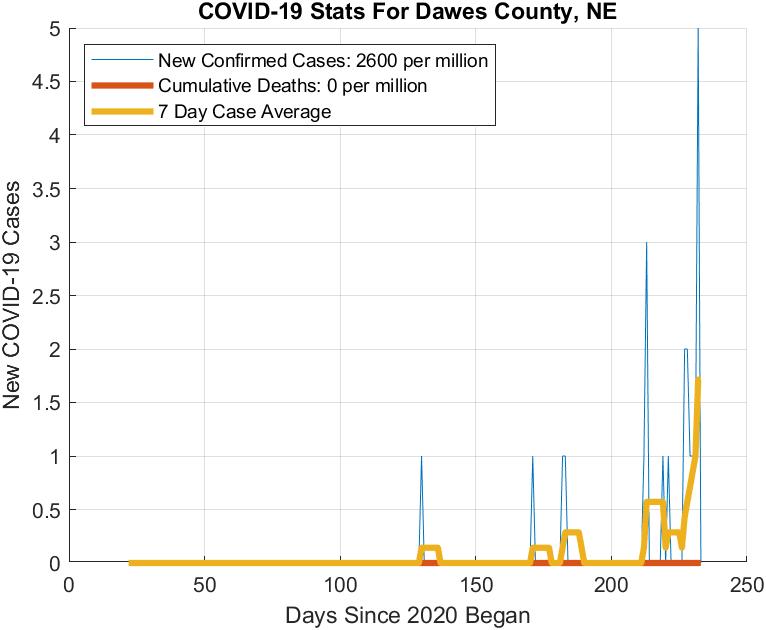 COVID-19 Stats For Dawes County, NE
New Confirmed Cases: 2600 per million
Cumulative Deaths: 0 per million
7 Day Case Average
New COVID-19 Cases
5
4.5
4
3.5
3
2.5
2
1.5
1
0.5
0
0 50 100 150 200 250
Days Since 2020 Began